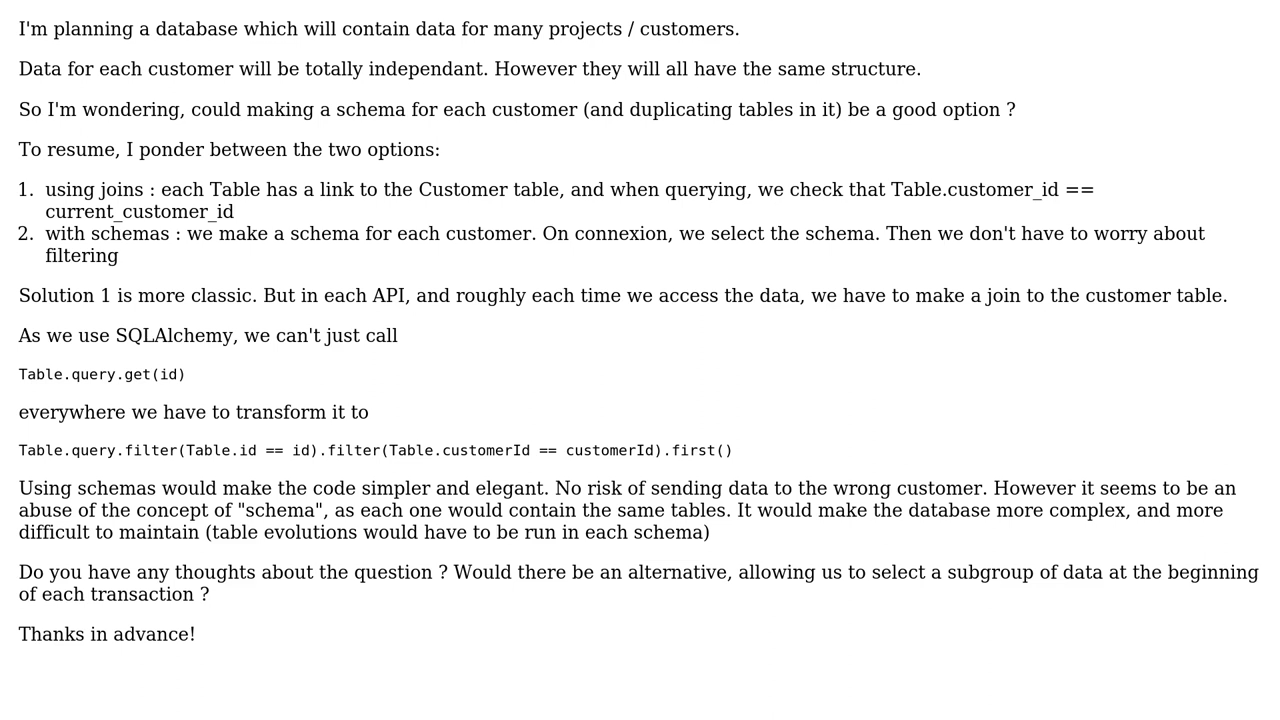 I'm planning a database which will contain data for many projects / customers.
Data for each customer will be totally independant. However they will all have the same structure.
So I'm wondering, could making a schema for each customer (and duplicating tables in it) be a good option ?
To resume, I ponder between the two options:
1. using joins : each Table has a link to the Customer table, and when querying, we check that Table.customer_id ==
current_customer_id
2. with schemas : we make a schema for each customer. On connexion, we select the schema. Then we don't have to worry about
filtering
Solution 1 is more classic. But in each API, and roughly each time we access the data, we have to make a join to the customer table.
As we use SQLAlchemy, we can't just call
Table.query.get(id)
everywhere we have to transform it to
Table.query.filter(Table.id == id).filter(Table.customerId == customerId).first()
Using schemas would make the code simpler and elegant. No risk of sending data to the wrong customer. However it seems to be an
abuse of the concept of "schema", as each one would contain the same tables. It would make the database more complex, and more
difficult to maintain (table evolutions would have to be run in each schema)
Do you have any thoughts about the question ? Would there be an alternative, allowing us to select a subgroup of data at the beginning
of each transaction ?
Thanks in advance!